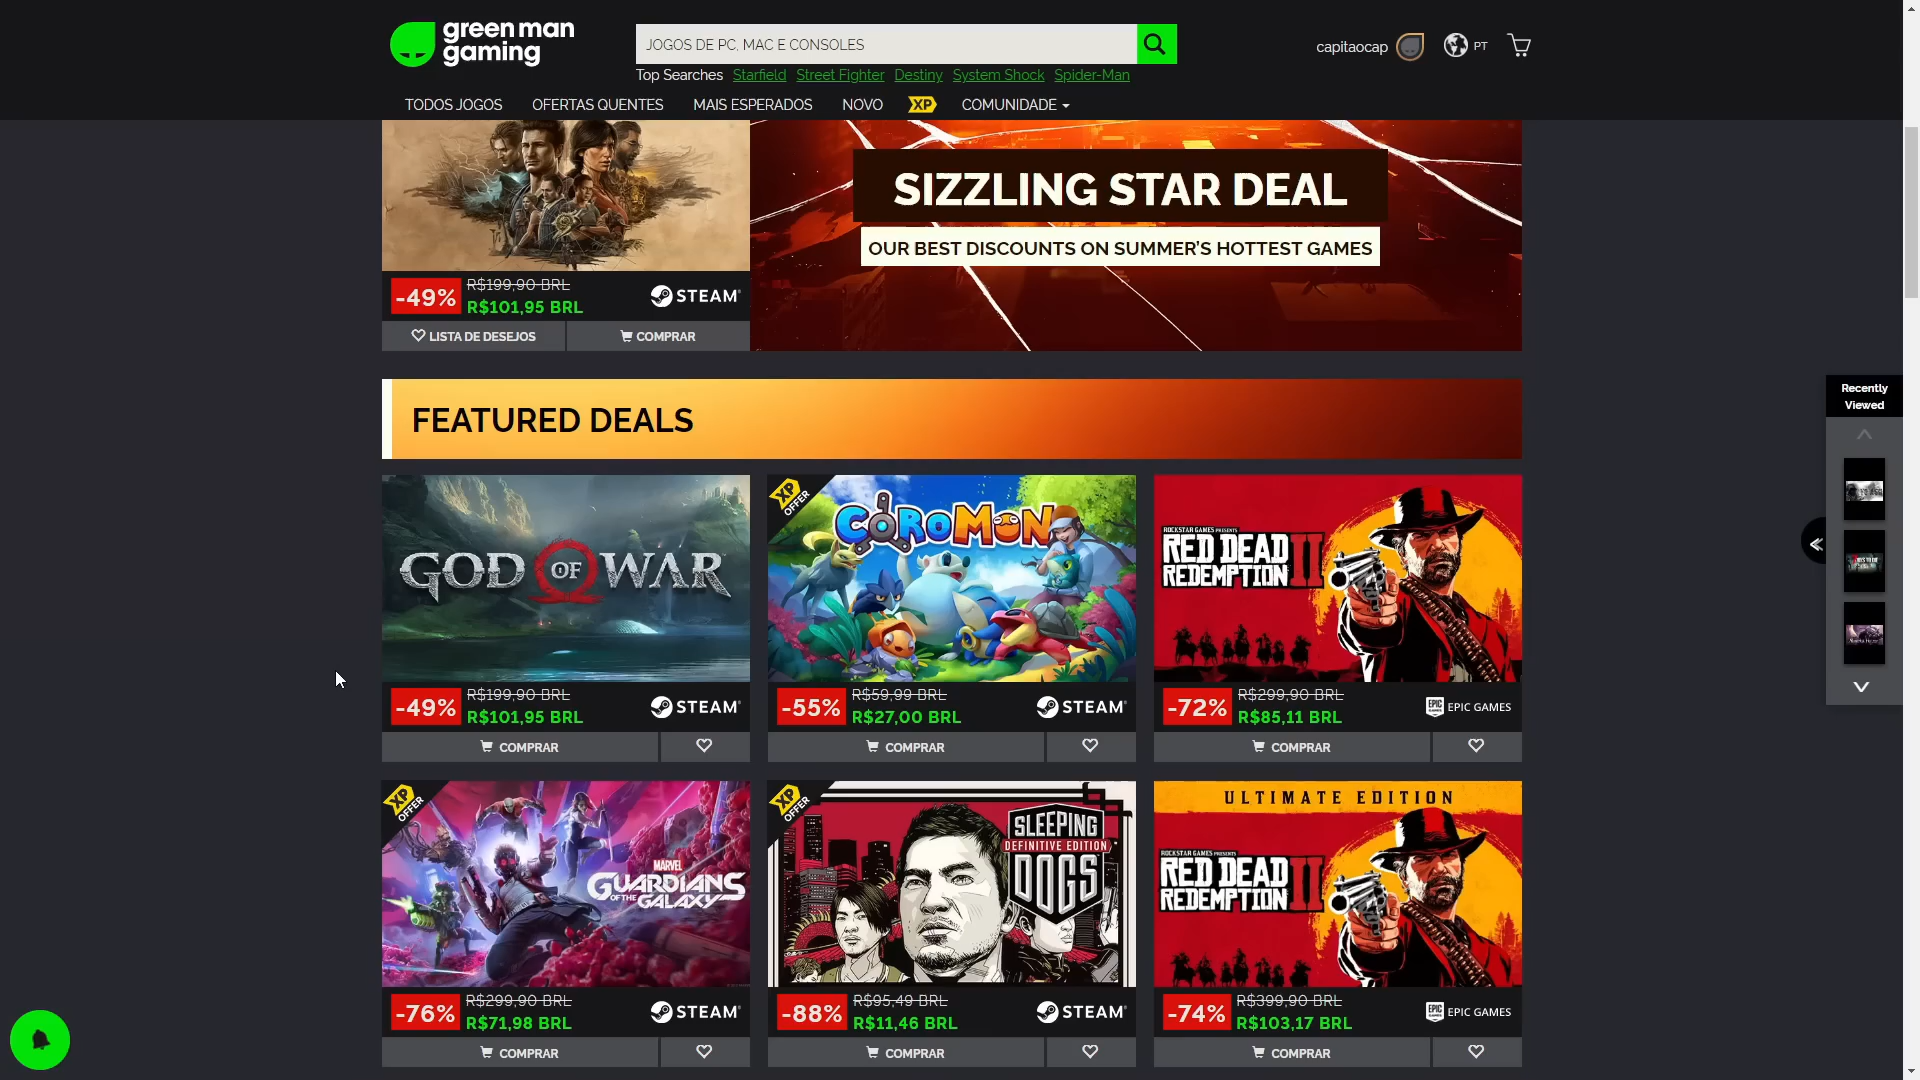 green man
gaming
JOGOS DE PC, MAC E CONSOLES
capitaocap
PT
Top Searches Starfield Street Fighter Destiny System Shock Spider-Man
TODOS JOGOS OFERTAS QUENTES MAIS ESPERADOS NOVO XP COMUNIDADE
SIZZLING STAR DEAL
OUR BEST DISCOUNTS ON SUMMER'S HOTTEST GAMES
-49% R$199,90 BRL
R$101,95 BRL
STEAM
LISTA DE DESEJOS COMPRAR
FEATURED DEALS
Recently
Viewed
GOD OF WAR
-49% R$199,90 BRL
R$101,95 BRL
STEAM
COMPRAR
XP
OFFER
COROMON
-55% R$59,99 BRL
R$27,00 BRL
STEAM
COMPRAR
ROCKSTAR GAMES PRESENTS
RED DEAD
REDEMPTION II
-72% R$299,90 BRL
R$85,11 BRL
EPIC GAMES
COMPRAR
XP
OFFER
MARVEL
GUARDIANS
OF THE GALAXY
-76% R$299,90 BRL
R$71,98 BRL
STEAM
COMPRAR
XP
OFFER
SLEEPING
DEFINITIVE EDITION
DOGS
-88% R$95,49 BRL
R$11,46 BRL
STEAM
COMPRAR
ULTIMATE EDITION
ROCKSTAR GAMES PRESENTS
RED DEAD
REDEMPTION II
-74% R$399,90 BRL
R$103,17 BRL
EPIC GAMES
COMPRAR